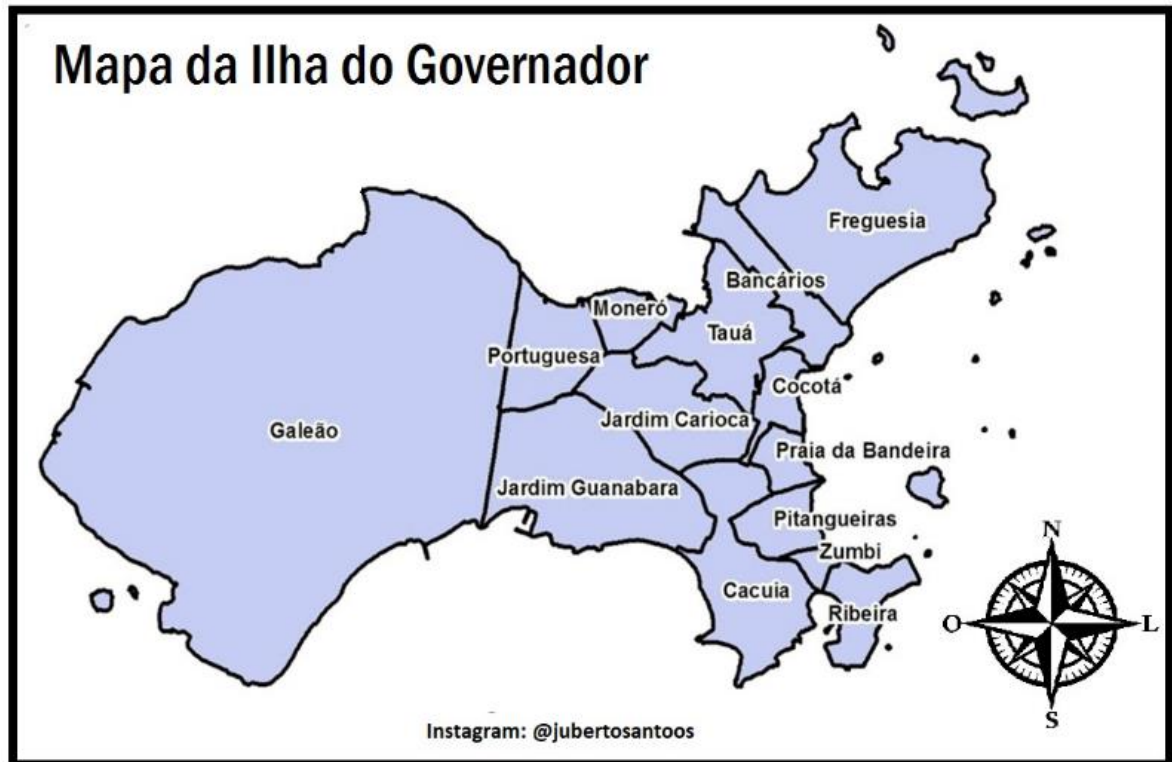 Mapa da Ilha do Governador
Freguesia
Bancários
Moneró
Tauá
Portuguesa
Cocotá
Jardim Carioca
Galeão
Praia da Bandeira
Jardim Guanabara
Pitangueiras
Zumbi
Cacuia
Ribeira
N
O
L
S
Instagram: @jubertosantoos